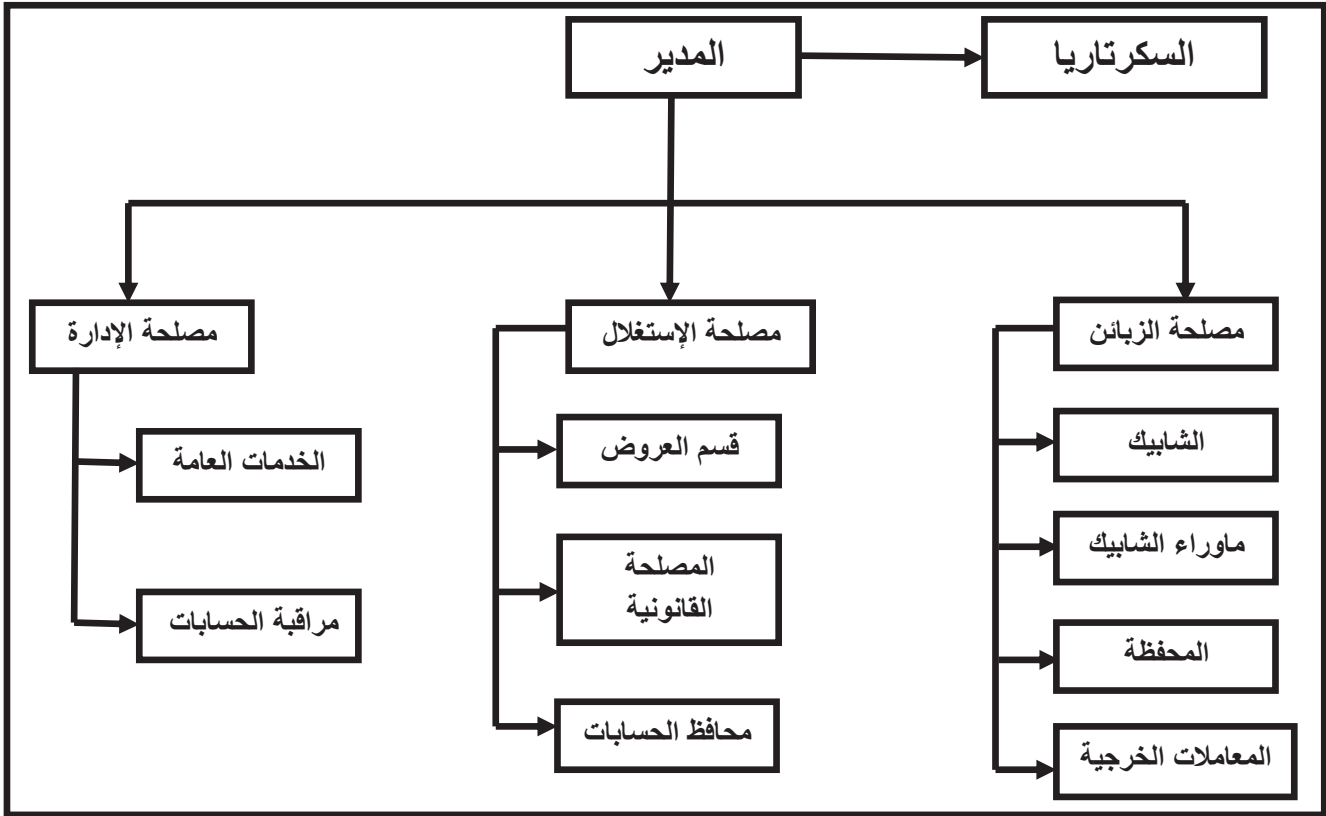 المدير
السكرتاريا
مصلحة الزبائن
الشابيك
ماوراء الشابيك
المحفظة
المعاملات الخرجية
مصلحة الإستغلال
قسم العروض
المصلحة
القانونية
محافظ الحسابات
مصلحة الإدارة
الخدمات العامة
مراقبة الحسابات